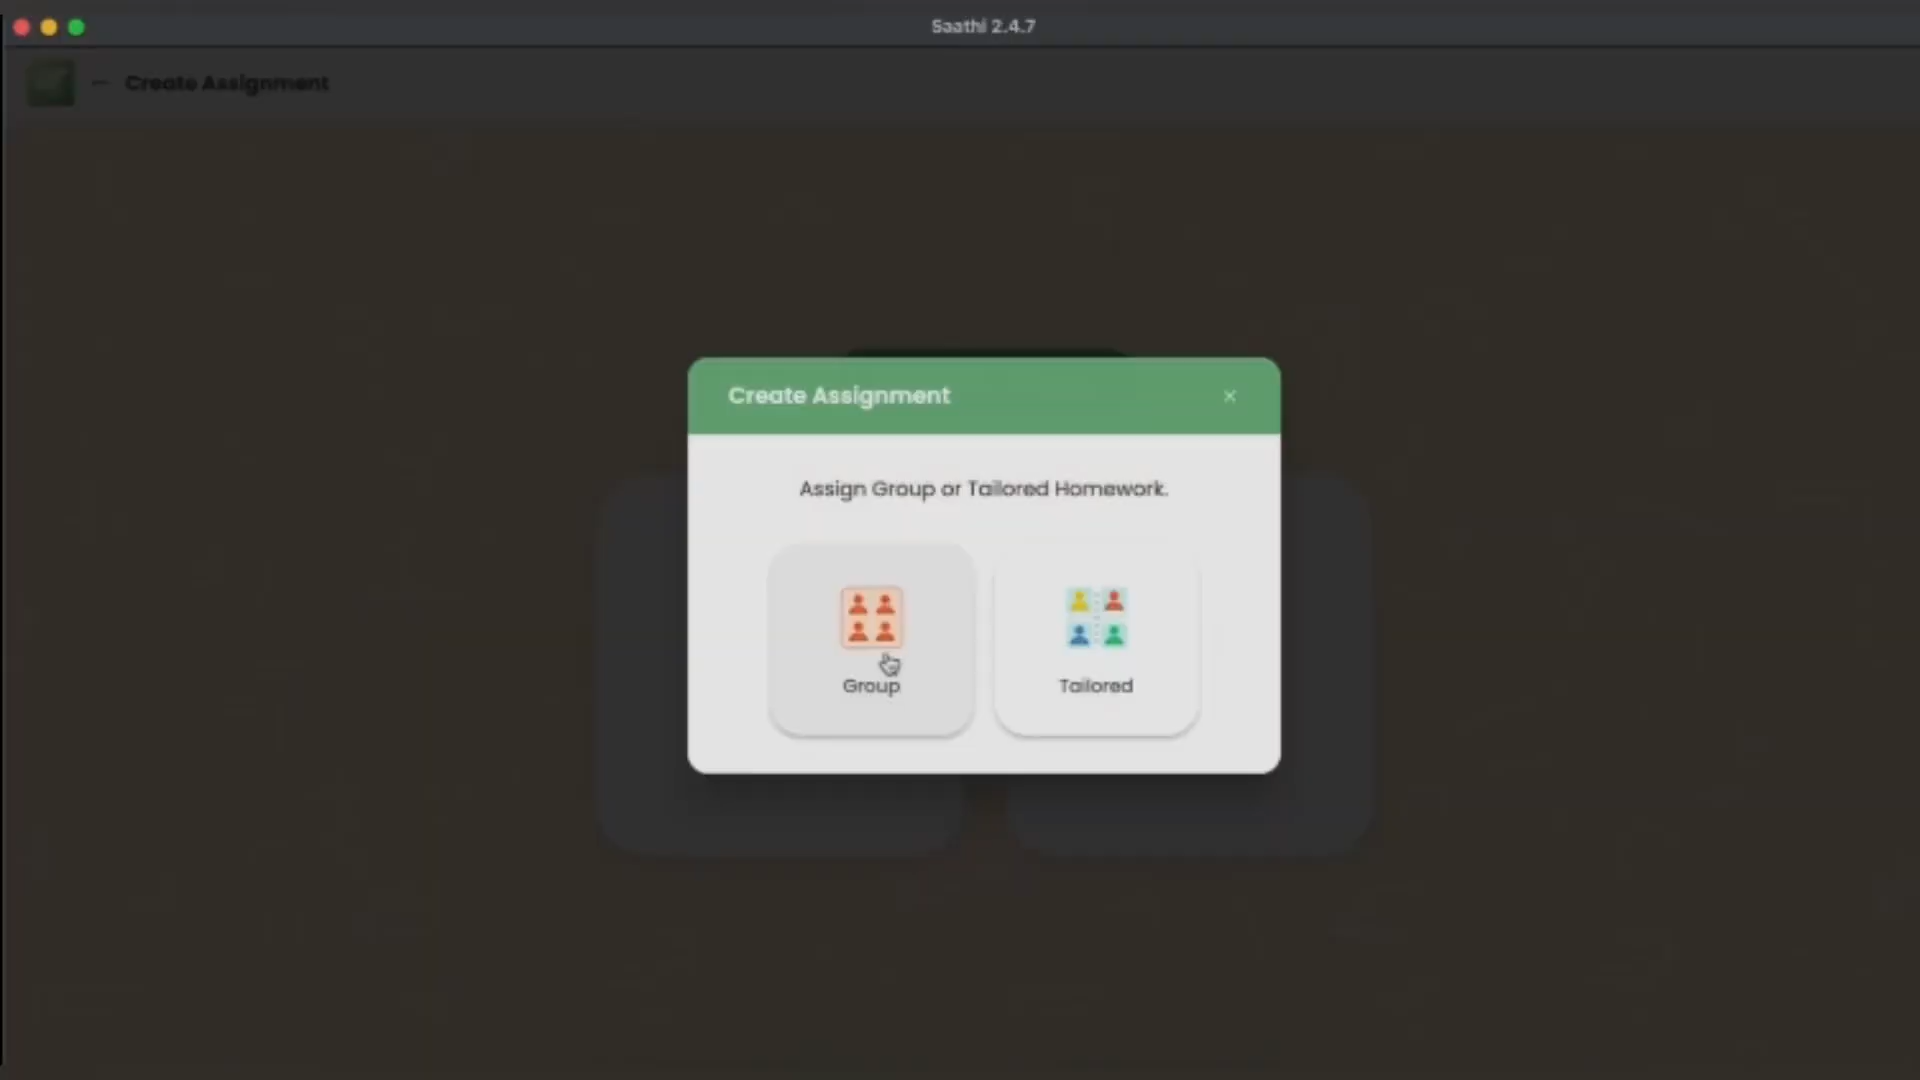 Saathi 2.4.7
Create Assignment
Create Assignment
Assign Group or Tailored Homework.
Group
Tailored